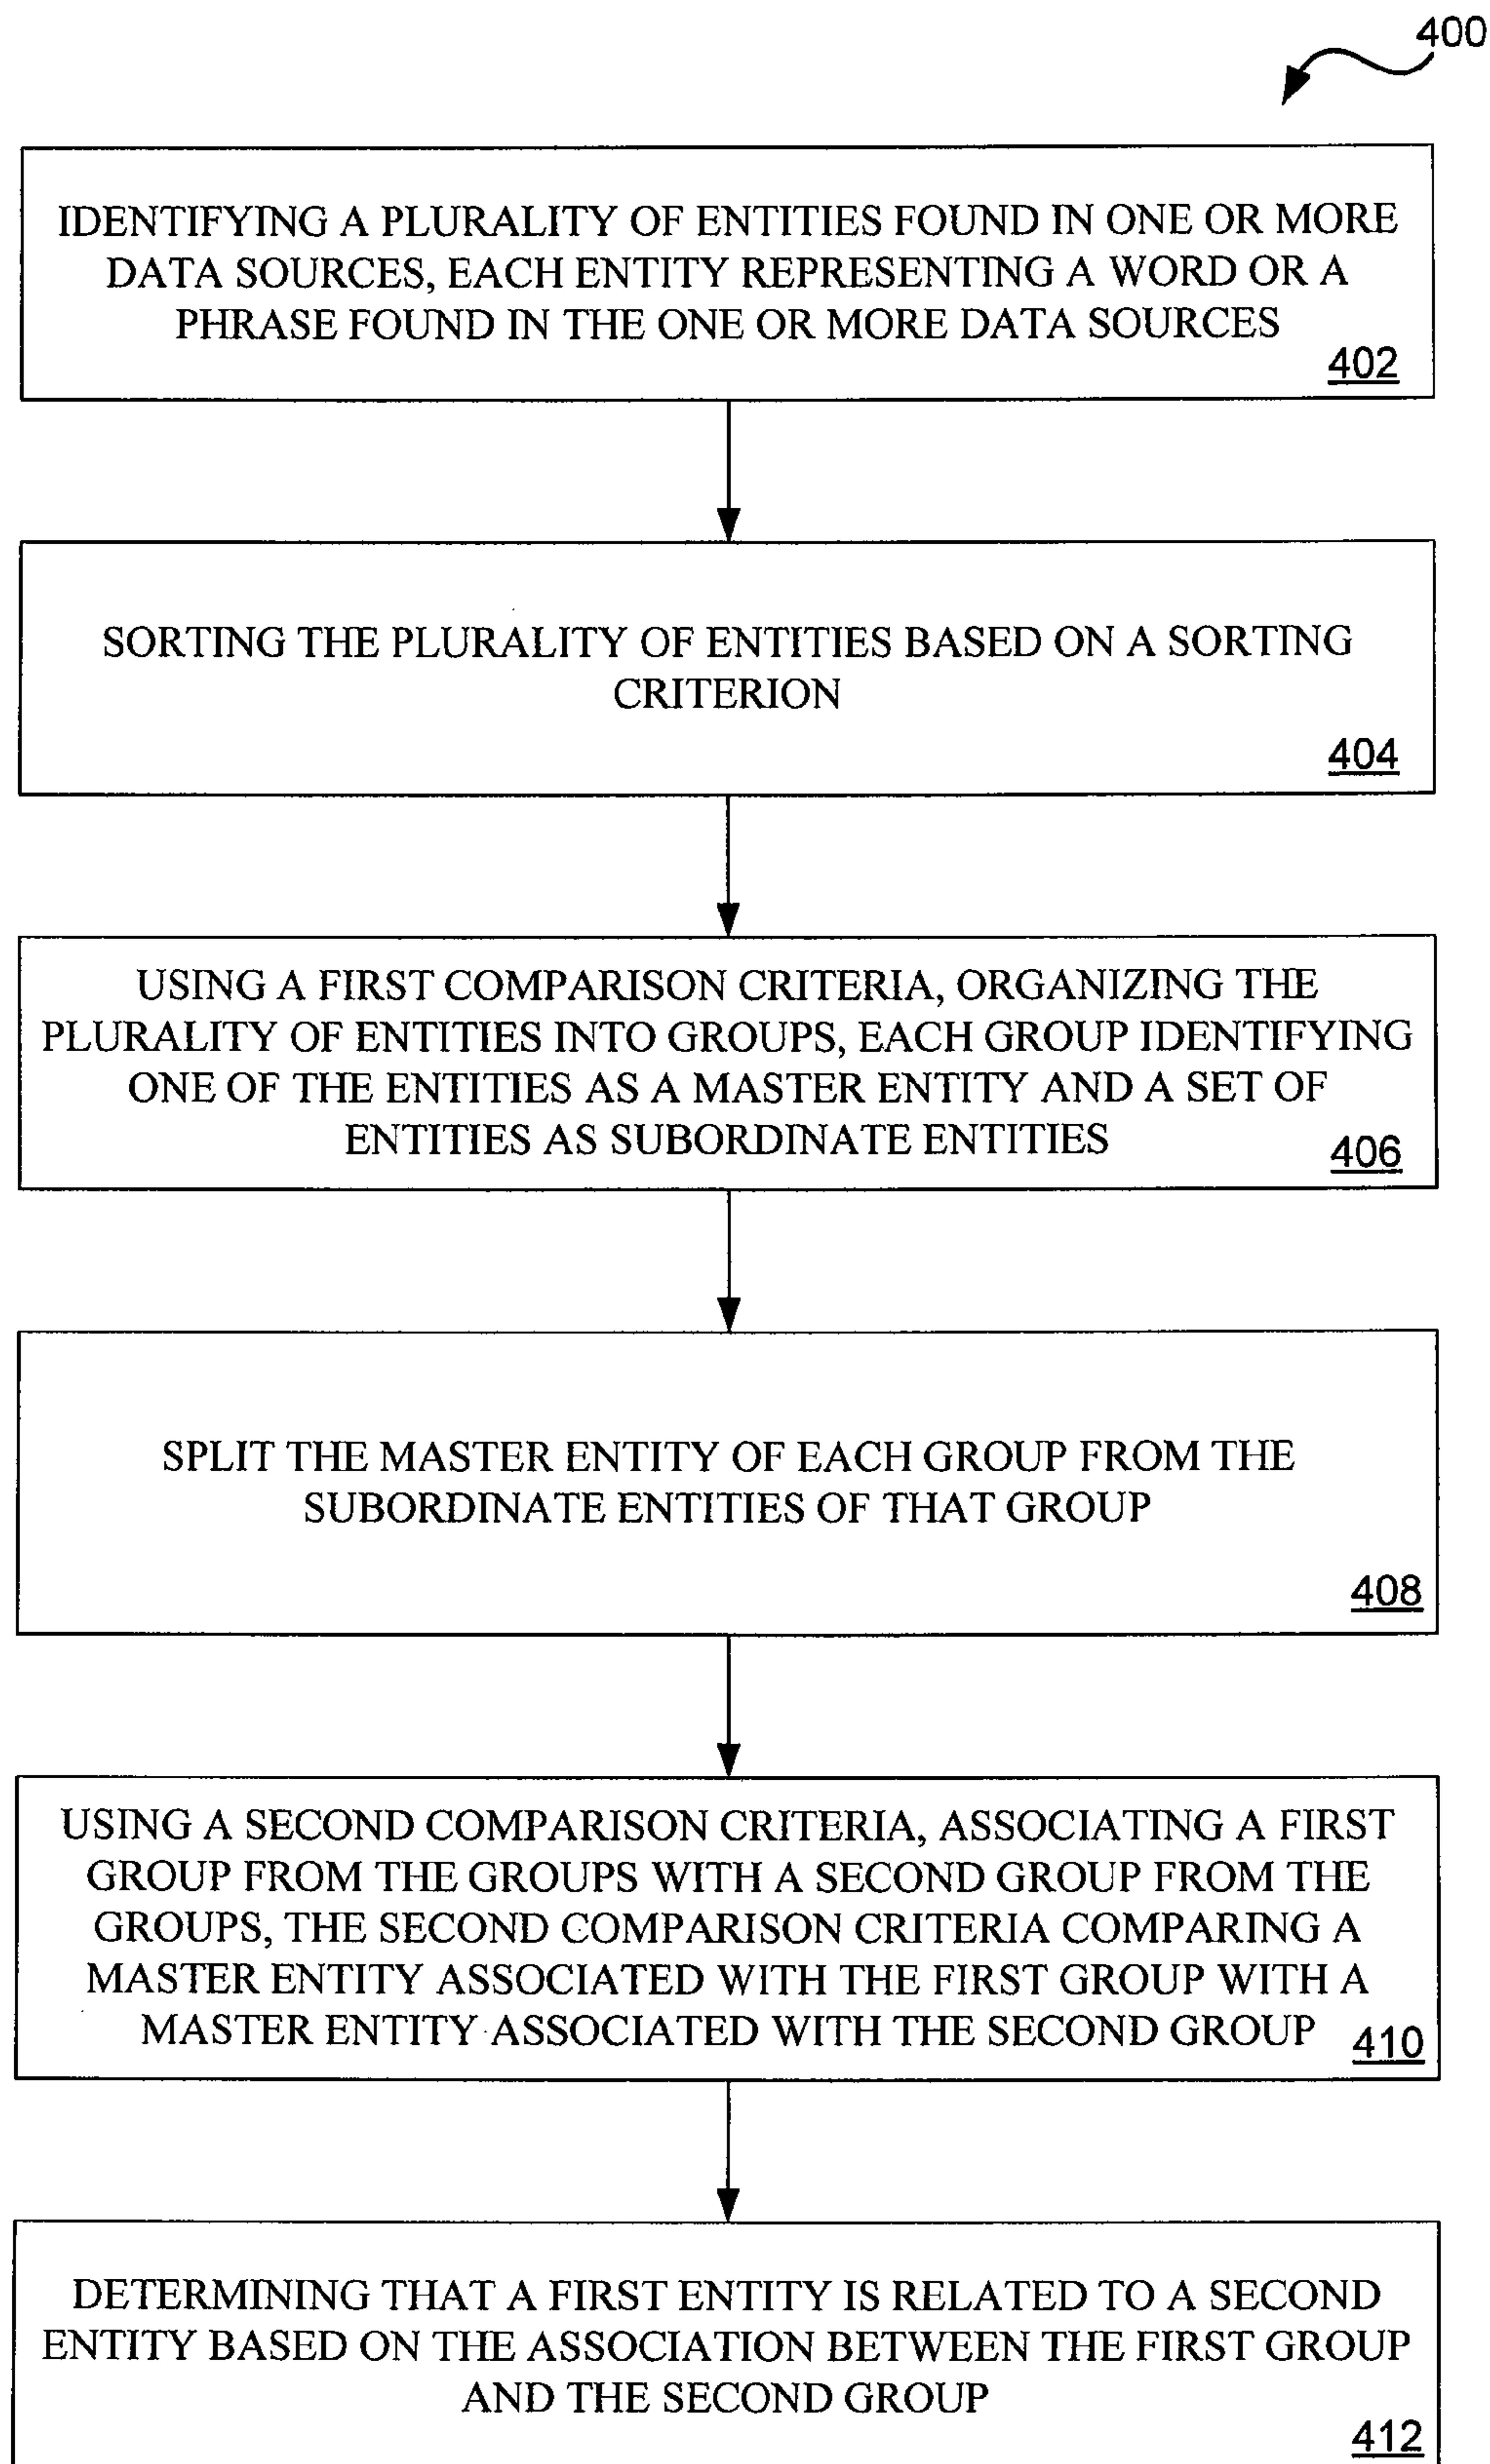 400
IDENTIFYING A PLURALITY OF ENTITIES FOUND IN ONE OR MORE
DATA SOURCES, EACH ENTITY REPRESENTING A WORD OR A
PHRASE FOUND IN THE ONE OR MORE DATA SOURCES
402
SORTING THE PLURALITY OF ENTITIES BASED ON A SORTING
CRITERION
404
USING A FIRST COMPARISON CRITERIA, ORGANIZING THE
PLURALITY OF ENTITIES INTO GROUPS, EACH GROUP IDENTIFYING
ONE OF THE ENTITIES AS A MASTER ENTITY AND A SET OF
ENTITIES AS SUBORDINATE ENTITIES
406
SPLIT THE MASTER ENTITY OF EACH GROUP FROM THE
SUBORDINATE ENTITIES OF THAT GROUP
408
USING A SECOND COMPARISON CRITERIA, ASSOCIATING A FIRST
GROUP FROM THE GROUPS WITH A SECOND GROUP FROM THE
GROUPS, THE SECOND COMPARISON CRITERIA COMPARING A
MASTER ENTITY ASSOCIATED WITH THE FIRST GROUP WITH A
MASTER ENTITY ASSOCIATED WITH THE SECOND GROUP
410
DETERMINING THAT A FIRST ENTITY IS RELATED TO A SECOND
ENTITY BASED ON THE ASSOCIATION BETWEEN THE FIRST GROUP
AND THE SECOND GROUP
412